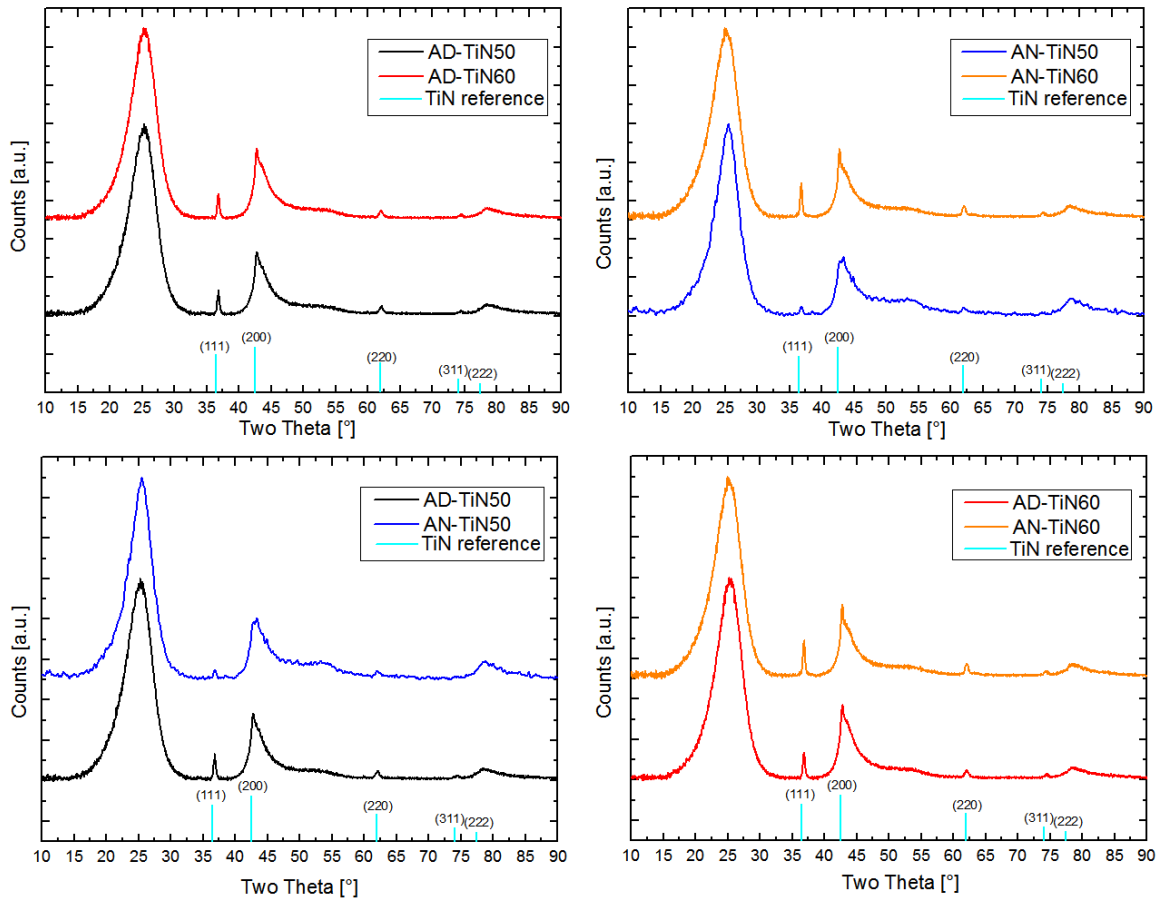 AD-TiN50
AD-TiN60
TiN reference
Counts [a.u.]
(111)
(200)
(220)
(311)
(222)
10 15 20 25 30 35 40 45 50 55 60 65 70 75 80 85 90
Two Theta [°]
AN-TiN50
AN-TiN60
TiN reference
Counts [a.u.]
(111)
(200)
(220)
(311)
(222)
10 15 20 25 30 35 40 45 50 55 60 65 70 75 80 85 90
Two Theta [°]
AD-TiN50
AN-TiN50
TiN reference
Counts [a.u.]
(111)
(200)
(220)
(311)
(222)
10 15 20 25 30 35 40 45 50 55 60 65 70 75 80 85 90
Two Theta [°]
AD-TiN60
AN-TiN60
TiN reference
Counts [a.u.]
(111)
(200)
(220)
(311)
(222)
10 15 20 25 30 35 40 45 50 55 60 65 70 75 80 85 90
Two Theta [°]